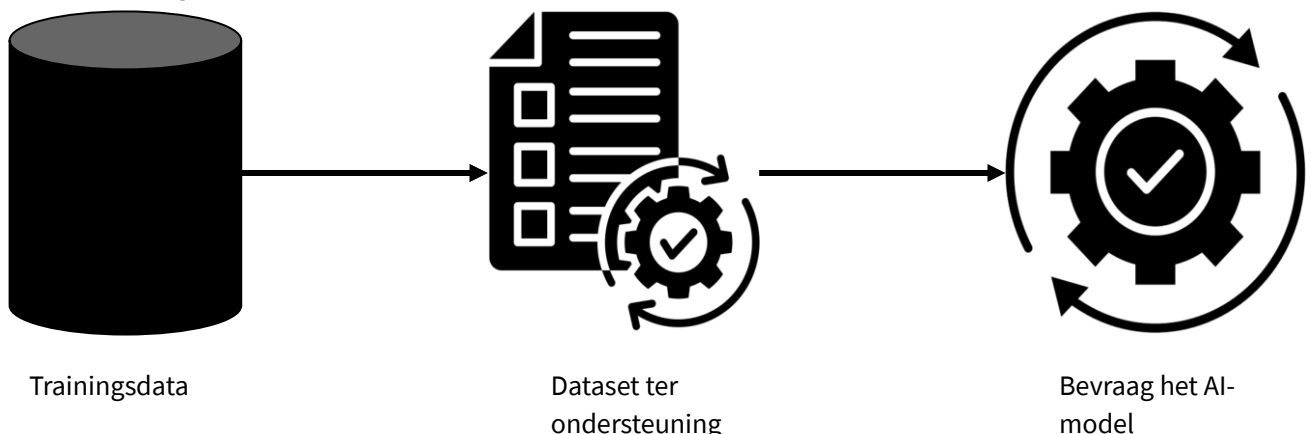 Trainingsdata
Dataset ter
ondersteuning
Bevraag het AI-
model